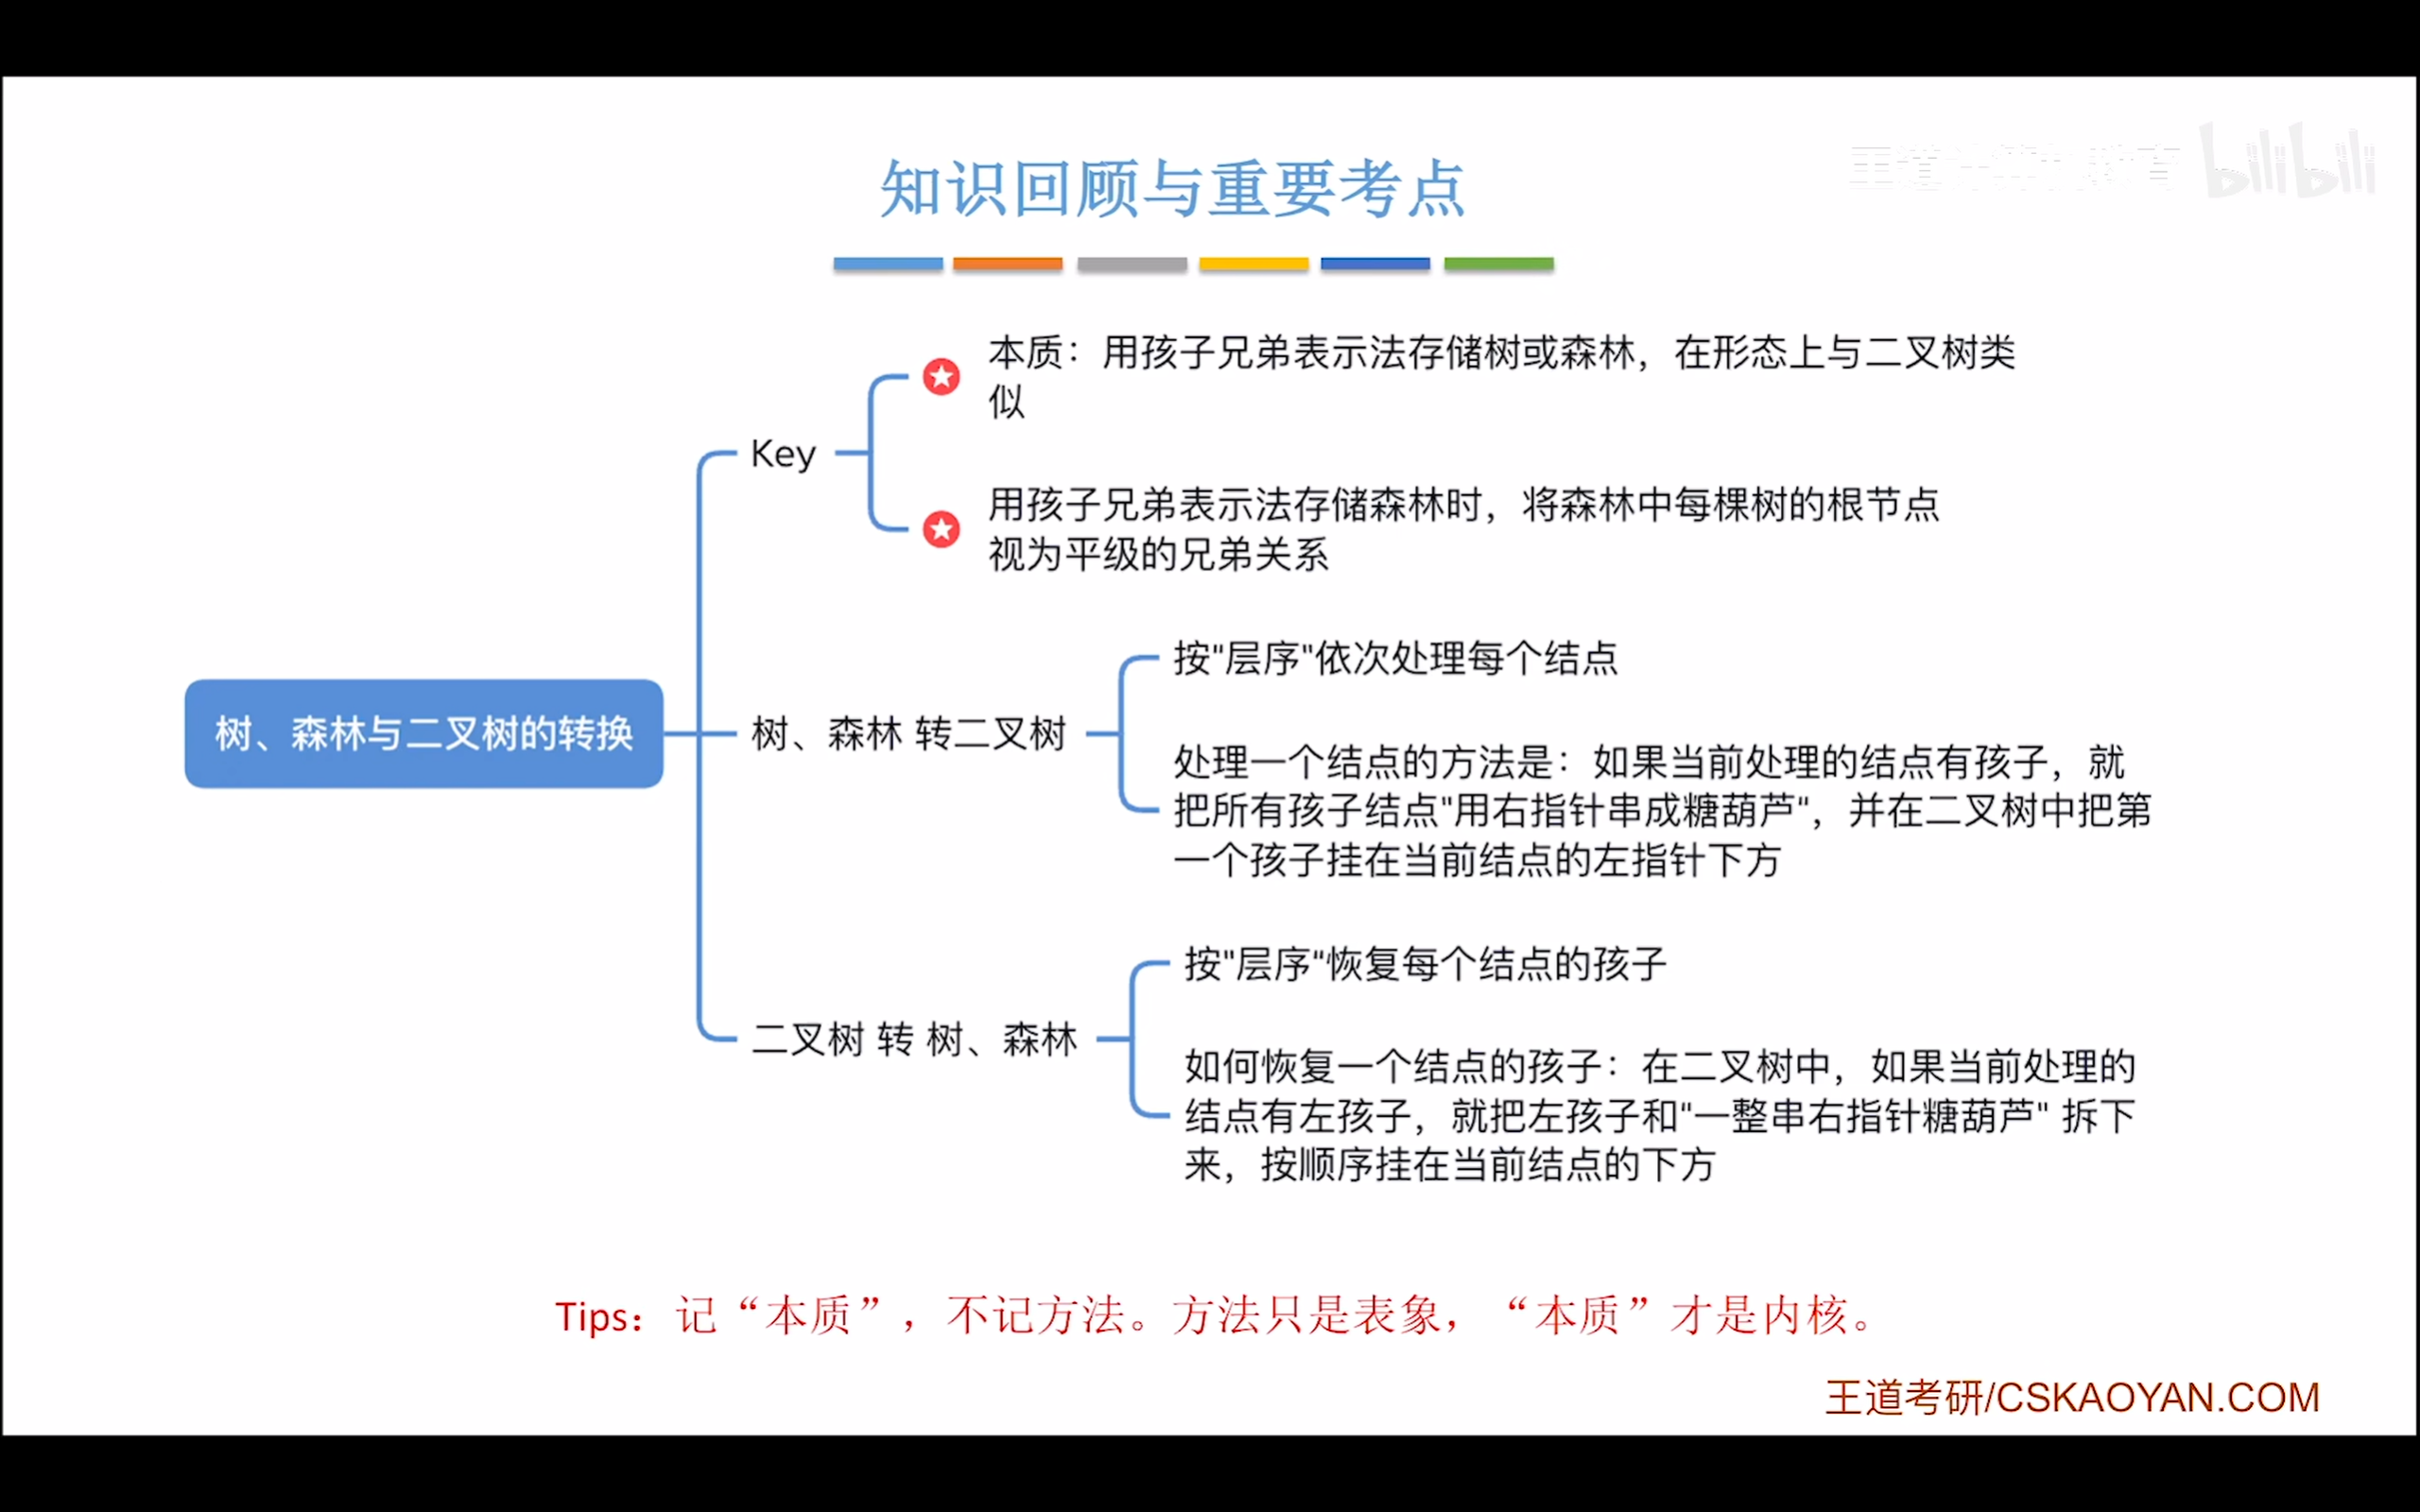 知识回顾与重要考点
bilibili
本质：用孩子兄弟表示法存储树或森林，在形态上与二叉树类
似
Key
用孩子兄弟表示法存储森林时，将森林中每棵树的根节点
视为平级的兄弟关系
按"层序"依次处理每个结点
树、森林与二叉树的转换
树、森林 转二叉树
处理一个结点的方法是：如果当前处理的结点有孩子，就
把所有孩子结点"用右指针串成糖葫芦"，并在二叉树中把第
一个孩子挂在当前结点的左指针下方
按"层序"恢复每个结点的孩子
二叉树 转 树、森林
如何恢复一个结点的孩子：在二叉树中，如果当前处理的
结点有左孩子，就把左孩子和"一整串右指针糖葫芦" 拆下
来，按顺序挂在当前结点的下方
Tips：记“本质”，不记方法。方法只是表象，“本质”才是内核。
王道考研/CSKAOYAN.COM